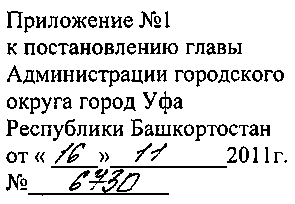 Приложение №1
к постановлению главы
Администрации городского
округа город Уфа
Республики Башкортостан
от « 16 » 11 2011г.
№ 6730